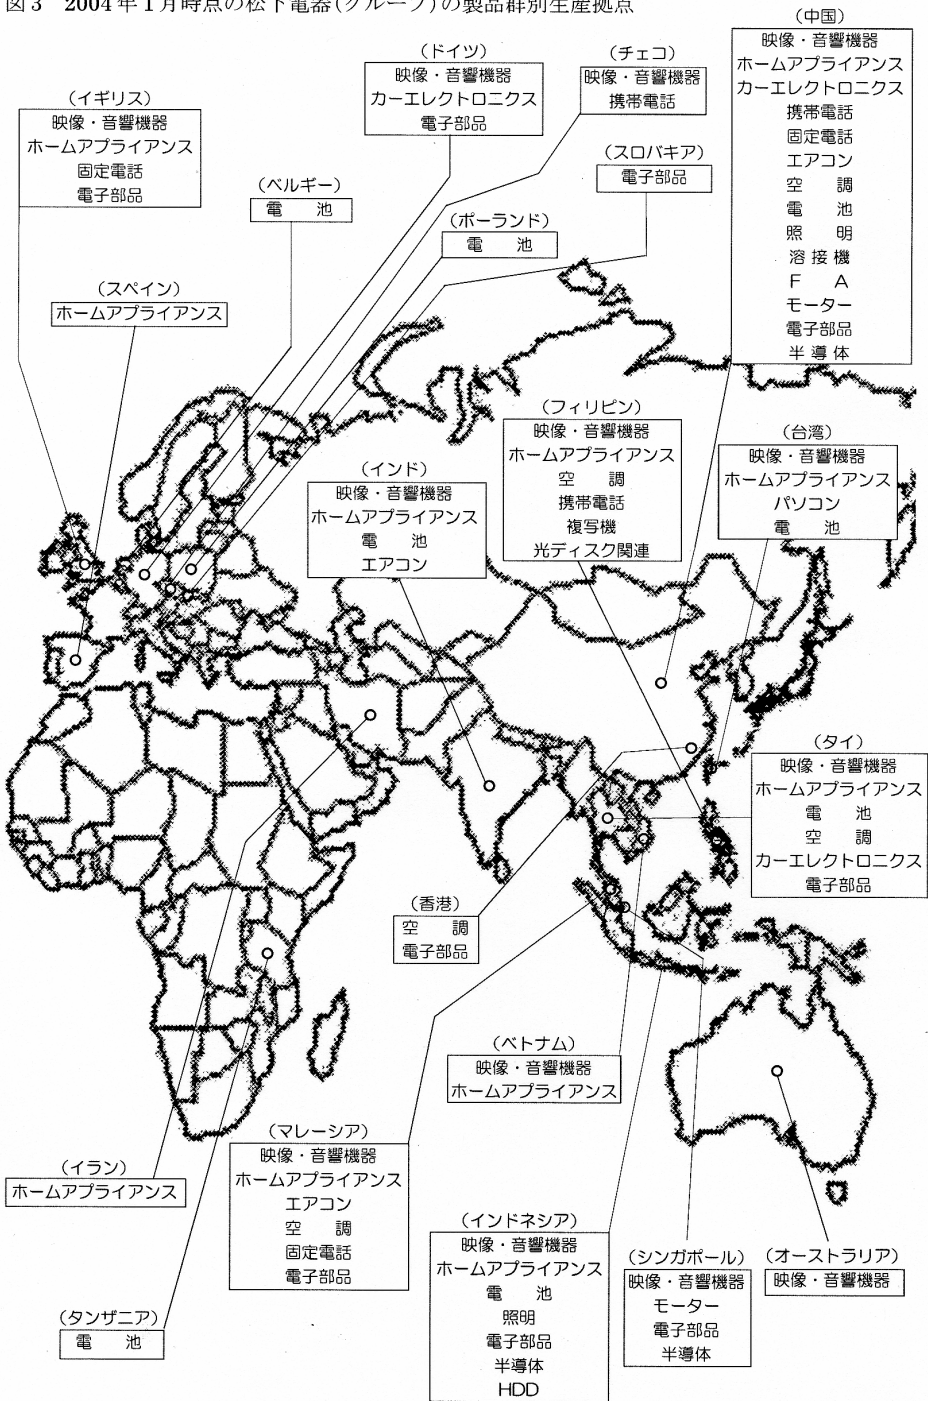 図3 2004年1月時点の松下電器(グループ)の製品群別生産拠点
(中国)
映像・音響機器
ホームアプライアンス
カーエレクトロニクス
携帯電話
固定電話
エアコン
空 調
電 池
照 明
溶接機
F A
モーター
電子部品
半導体
(ドイツ)
映像・音響機器
カーエレクトロニクス
電子部品
(チェコ)
映像・音響機器
携帯電話
(イギリス)
映像・音響機器
ホームアプライアンス
固定電話
電子部品
(スロバキア)
電子部品
(ベルギー)
電 池
(ポーランド)
電 池
(スペイン)
ホームアプライアンス
(フィリピン)
映像・音響機器
ホームアプライアンス
空 調
携帯電話
複写機
光ディスク関連
(台湾)
映像・音響機器
ホームアプライアンス
パソコン
電 池
(インド)
映像・音響機器
ホームアプライアンス
電 池
エアコン
(タイ)
映像・音響機器
ホームアプライアンス
電 池
空 調
カーエレクトロニクス
電子部品
(香港)
空 調
電子部品
(ベトナム)
映像・音響機器
ホームアプライアンス
(マレーシア)
映像・音響機器
ホームアプライアンス
エアコン
空 調
固定電話
電子部品
(イラン)
ホームアプライアンス
(インドネシア)
映像・音響機器
ホームアプライアンス
電 池
照明
電子部品
半導体
HDD
(シンガポール)
映像・音響機器
モーター
電子部品
半導体
(オーストラリア)
映像・音響機器
(タンザニア)
電 池